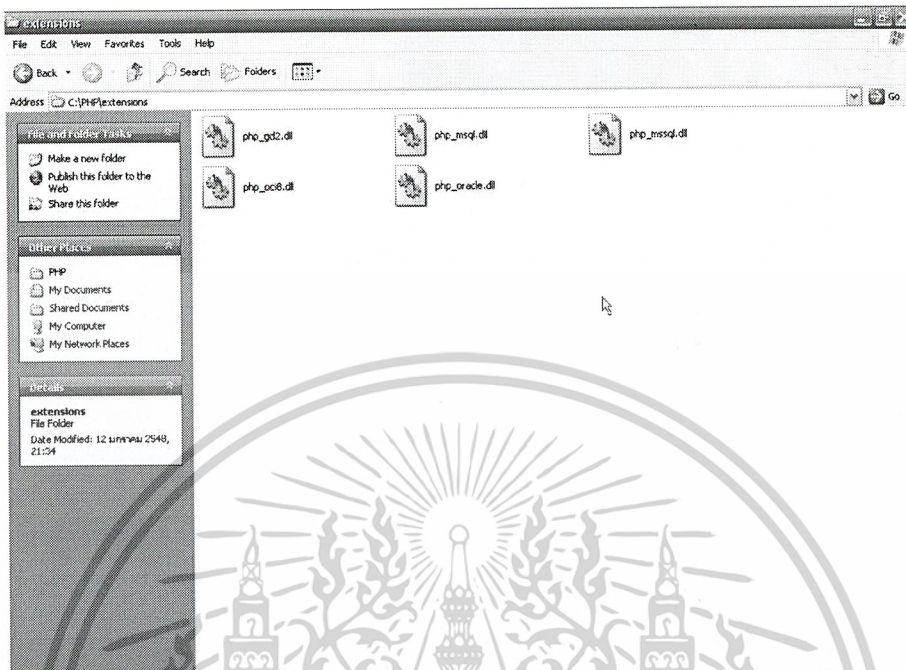 extensions
File Edit View Favorites Tools Help
Back Search Folders
Address C:\PHP\extensions Go
File and Folder Tasks
Make a new folder
Publish this folder to the
Web
Share this folder
php_gd2.dll php_msql.dll php_mssql.dll
php_oci8.dll php_oracle.dll
Other Places
PHP
My Documents
Shared Documents
My Computer
My Network Places
Details
extensions
File Folder
Date Modified: 12 มกราคม 2548,
21:34